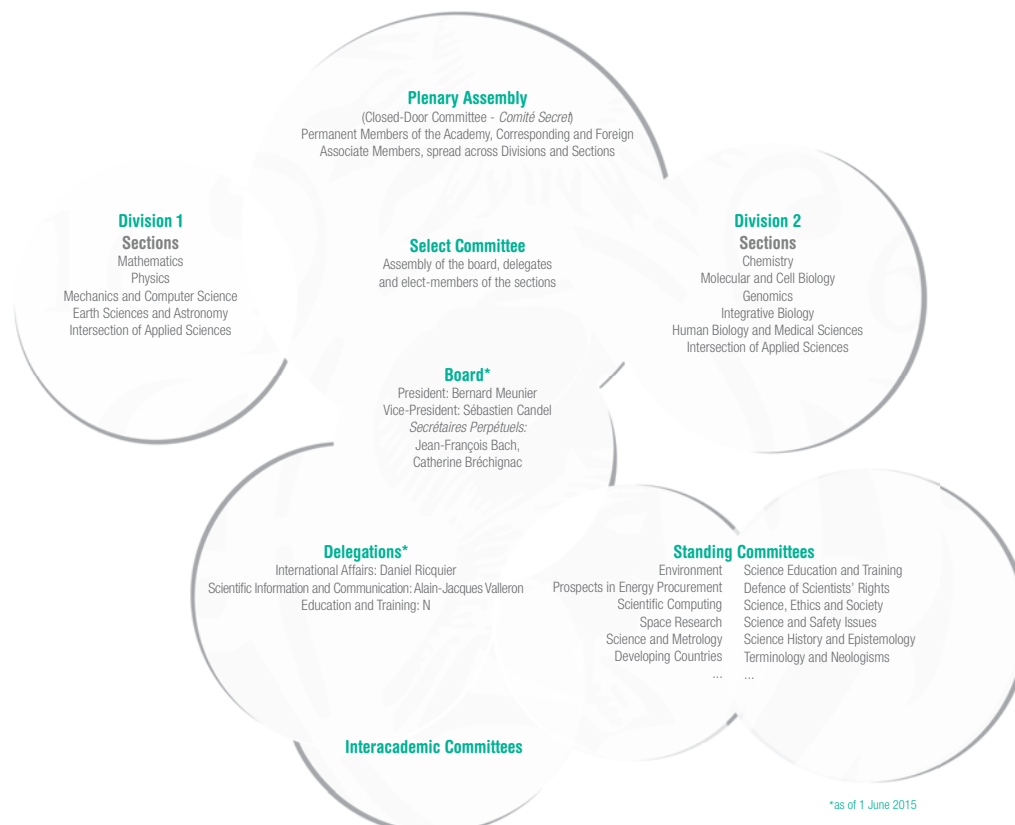 Plenary Assembly
(Closed-Door Committee - Comité Secret)
Permanent Members of the Academy, Corresponding and Foreign
Associate Members, spread across Divisions and Sections
Division 1
Sections
Mathematics
Physics
Mechanics and Computer Science
Earth Sciences and Astronomy
Intersection of Applied Sciences
Select Committee
Assembly of the board, delegates
and elect-members of the sections
Division 2
Sections
Chemistry
Molecular and Cell Biology
Genomics
Integrative Biology
Human Biology and Medical Sciences
Intersection of Applied Sciences
Board*
President: Bernard Meunier
Vice-President: Sébastien Candel
Secrétaires Perpétuels:
Jean-François Bach,
Catherine Bréchignac
Delegations*
International Affairs: Daniel Ricquier
Scientific Information and Communication: Alain-Jacques Valleron
Education and Training: N
Standing Committees
Environment
Prospects in Energy Procurement
Scientific Computing
Space Research
Science and Metrology
Developing Countries
...
Science Education and Training
Defence of Scientists' Rights
Science, Ethics and Society
Science and Safety Issues
Science History and Epistemology
Terminology and Neologisms
...
Interacademic Committees
*as of 1 June 2015